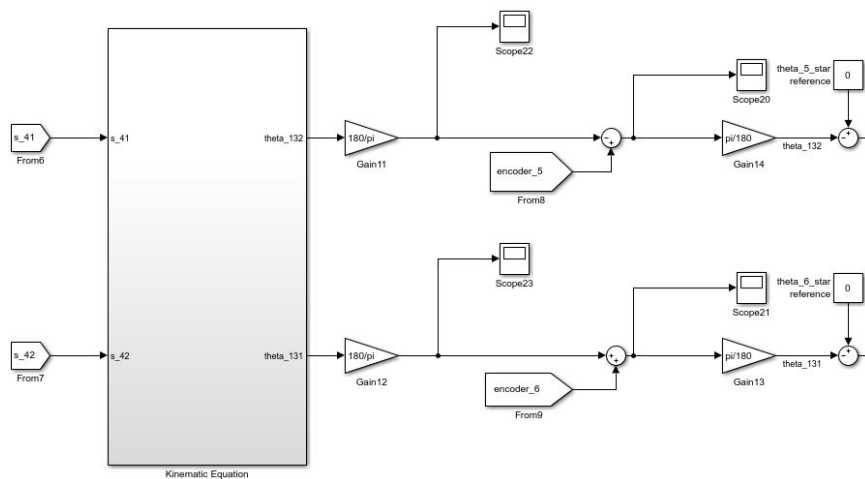 Scope22
theta_5_star
reference
0
Scope20
s_41
From6
s_41
theta_132
180/pi
Gain11
-
+
pi/180
Gain14
theta_132
-
+
encoder_5
From8
Scope23
theta_6_star
reference
0
Scope21
s_42
From7
s_42
theta_131
180/pi
Gain12
+
+
pi/180
Gain13
theta_131
-
+
encoder_6
From9
Kinematic Equation